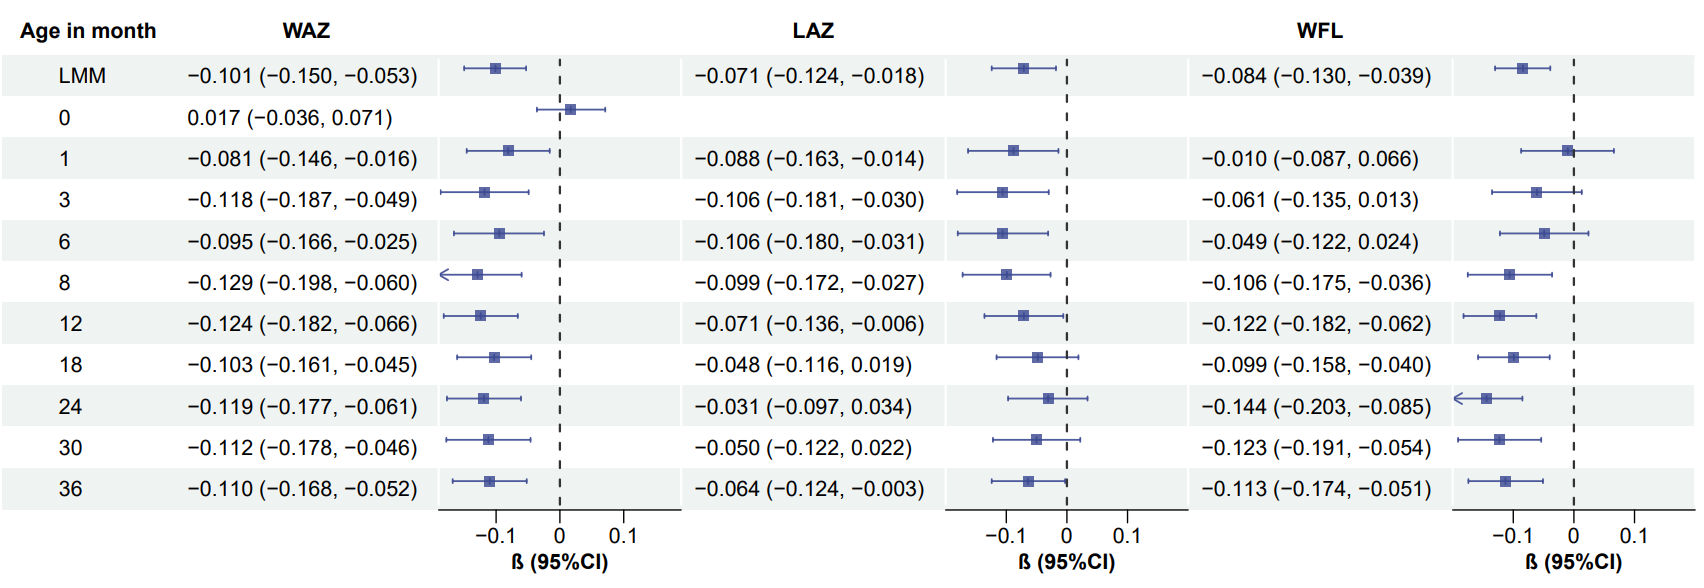 Age in month WAZ LAZ WFL
LMM −0.101 (−0.150, −0.053) −0.071 (−0.124, −0.018) −0.084 (−0.130, −0.039)
0 0.017 (−0.036, 0.071)
1 −0.081 (−0.146, −0.016) −0.088 (−0.163, −0.014) −0.010 (−0.087, 0.066)
3 −0.118 (−0.187, −0.049) −0.106 (−0.181, −0.030) −0.061 (−0.135, 0.013)
6 −0.095 (−0.166, −0.025) −0.106 (−0.180, −0.031) −0.049 (−0.122, 0.024)
8 −0.129 (−0.198, −0.060) −0.099 (−0.172, −0.027) −0.106 (−0.175, −0.036)
12 −0.124 (−0.182, −0.066) −0.071 (−0.136, −0.006) −0.122 (−0.182, −0.062)
18 −0.103 (−0.161, −0.045) −0.048 (−0.116, 0.019) −0.099 (−0.158, −0.040)
24 −0.119 (−0.177, −0.061) −0.031 (−0.097, 0.034) −0.144 (−0.203, −0.085)
30 −0.112 (−0.178, −0.046) −0.050 (−0.122, 0.022) −0.123 (−0.191, −0.054)
36 −0.110 (−0.168, −0.052) −0.064 (−0.124, −0.003) −0.113 (−0.174, −0.051)
−0.1 0 0.1 −0.1 0 0.1 −0.1 0 0.1
ß (95%CI) ß (95%CI) ß (95%CI)